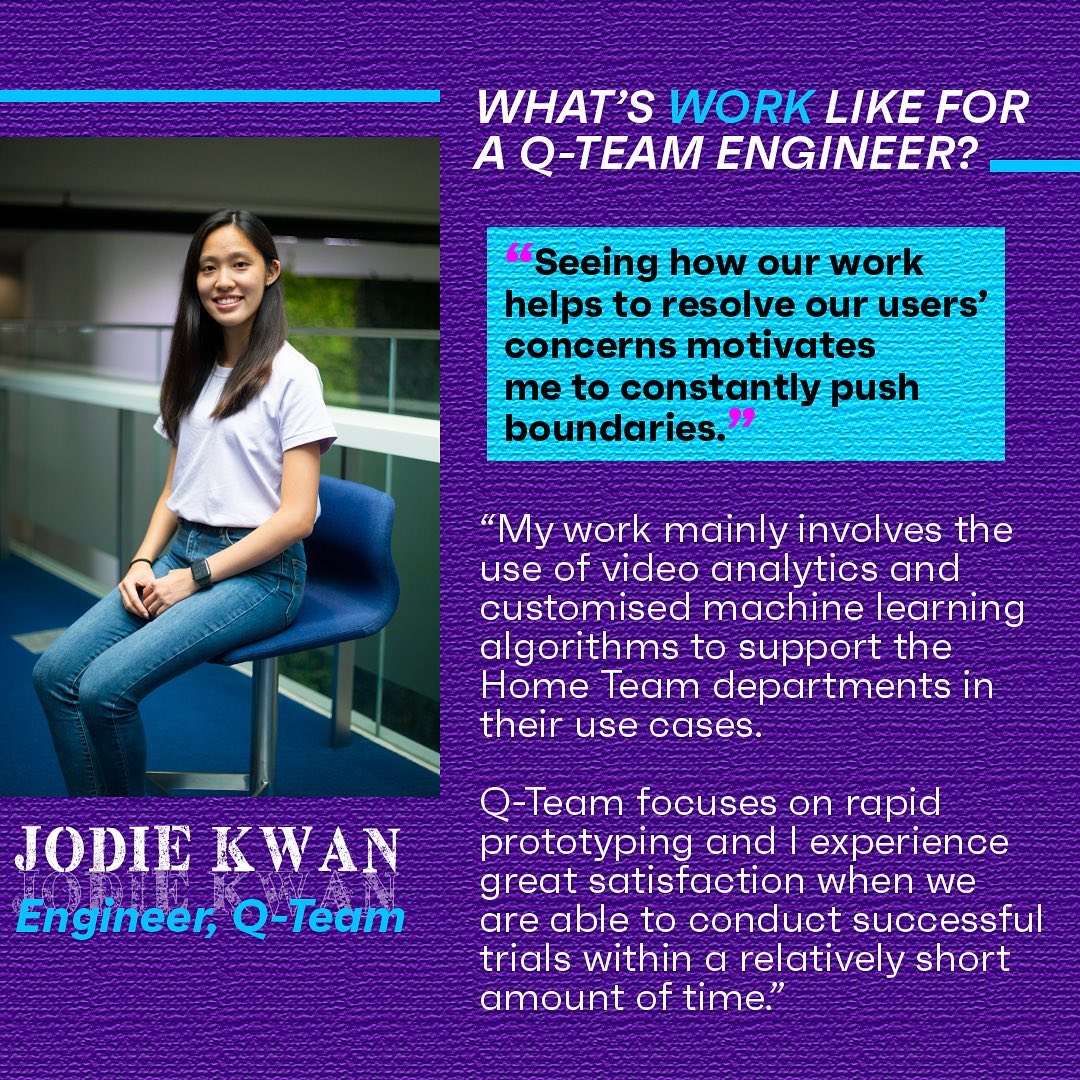 WHAT'S WORK LIKE FOR
A Q-TEAM ENGINEER?
“Seeing how our work
helps to resolve our users’
concerns motivates
me to constantly push
boundaries.”
“My work mainly involves the
use of video analytics and
customised machine learning
algorithms to support the
Home Team departments in
their use cases.
Q-Team focuses on rapid
prototyping and I experience
great satisfaction when we
are able to conduct successful
trials within a relatively short
amount of time.”
JODIE KWAN
JODIE KWAN
Engineer, Q-Team